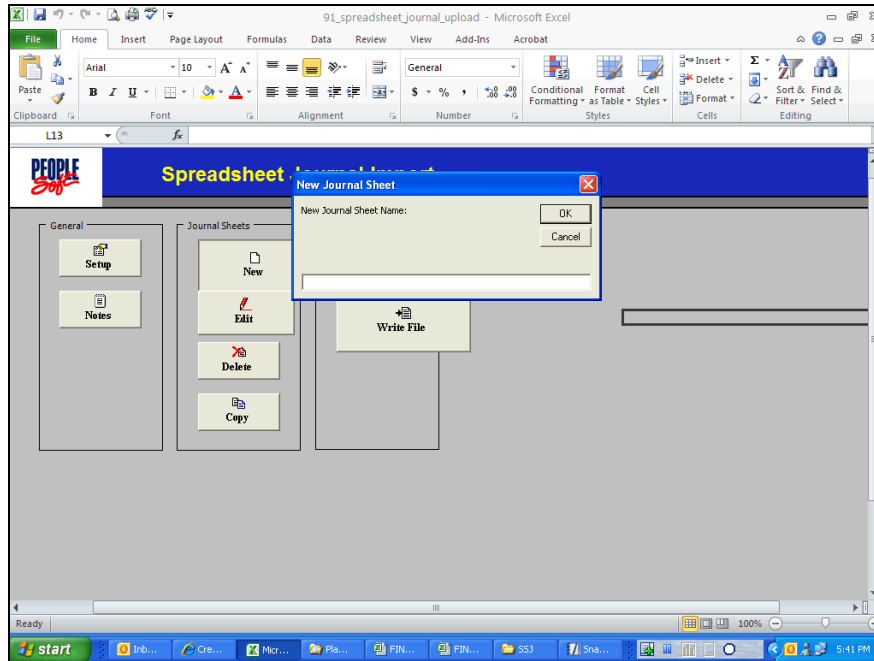 91_spreadsheet_journal_upload - Microsoft Excel
File Home Insert Page Layout Formulas Data Review View Add-Ins Acrobat
Paste
Arial
10
General
Conditional Formatting
Format as Table
Cell Styles
Insert
Delete
Format
Sort & Filter
Find & Select
Clipboard Font Alignment Number Styles Cells Editing
L13
fx
PEOPLE
Soft
Spreadsheet Journal Import
New Journal Sheet
New Journal Sheet Name:
OK
Cancel
General
Setup
Notes
Journal Sheets
New
Edit
Delete
Copy
Write File
Ready
100%
start
Inb...
Cre...
Micr...
Pla...
FIN...
FIN...
SSJ
Sna...
5:41 PM